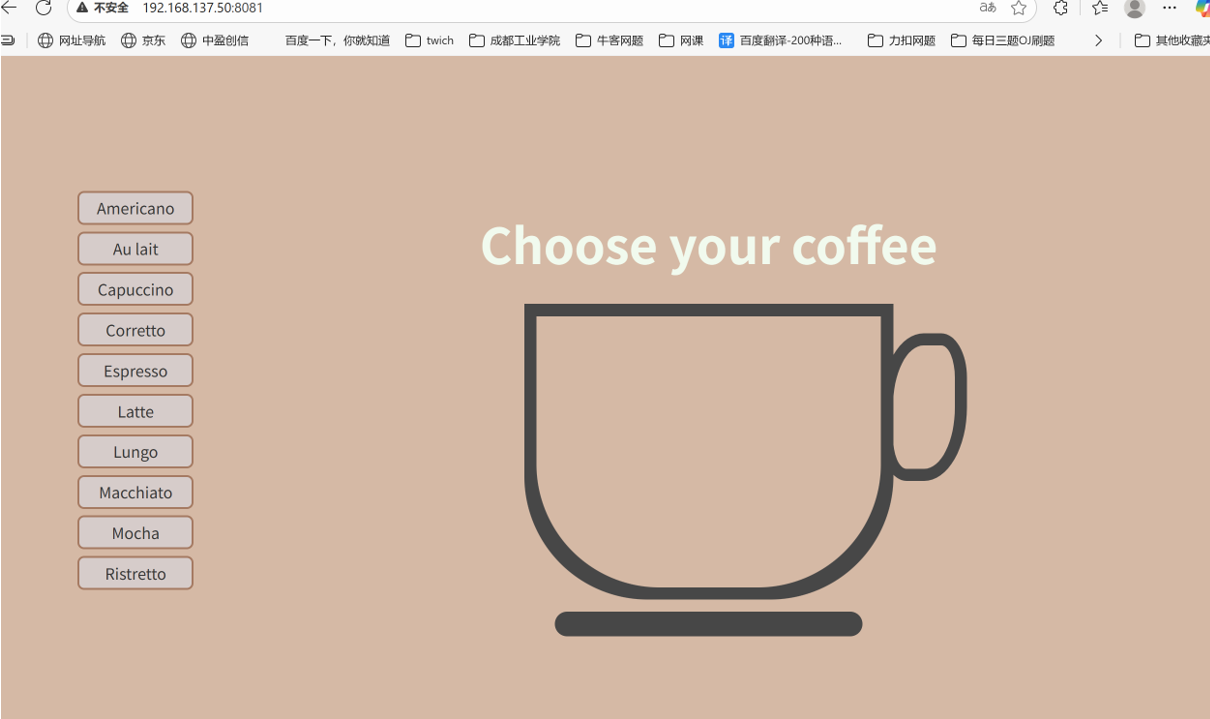 不安全 192.168.137.50:8081 aあ
网址导航 京东 中盈创信 百度一下，你就知道 twich 成都工业学院 牛客网题 网课 译 百度翻译-200种语... 力扣网题 每日三题OJ刷题 其他收藏夹
Choose your coffee
Americano
Au lait
Capuccino
Corretto
Espresso
Latte
Lungo
Macchiato
Mocha
Ristretto